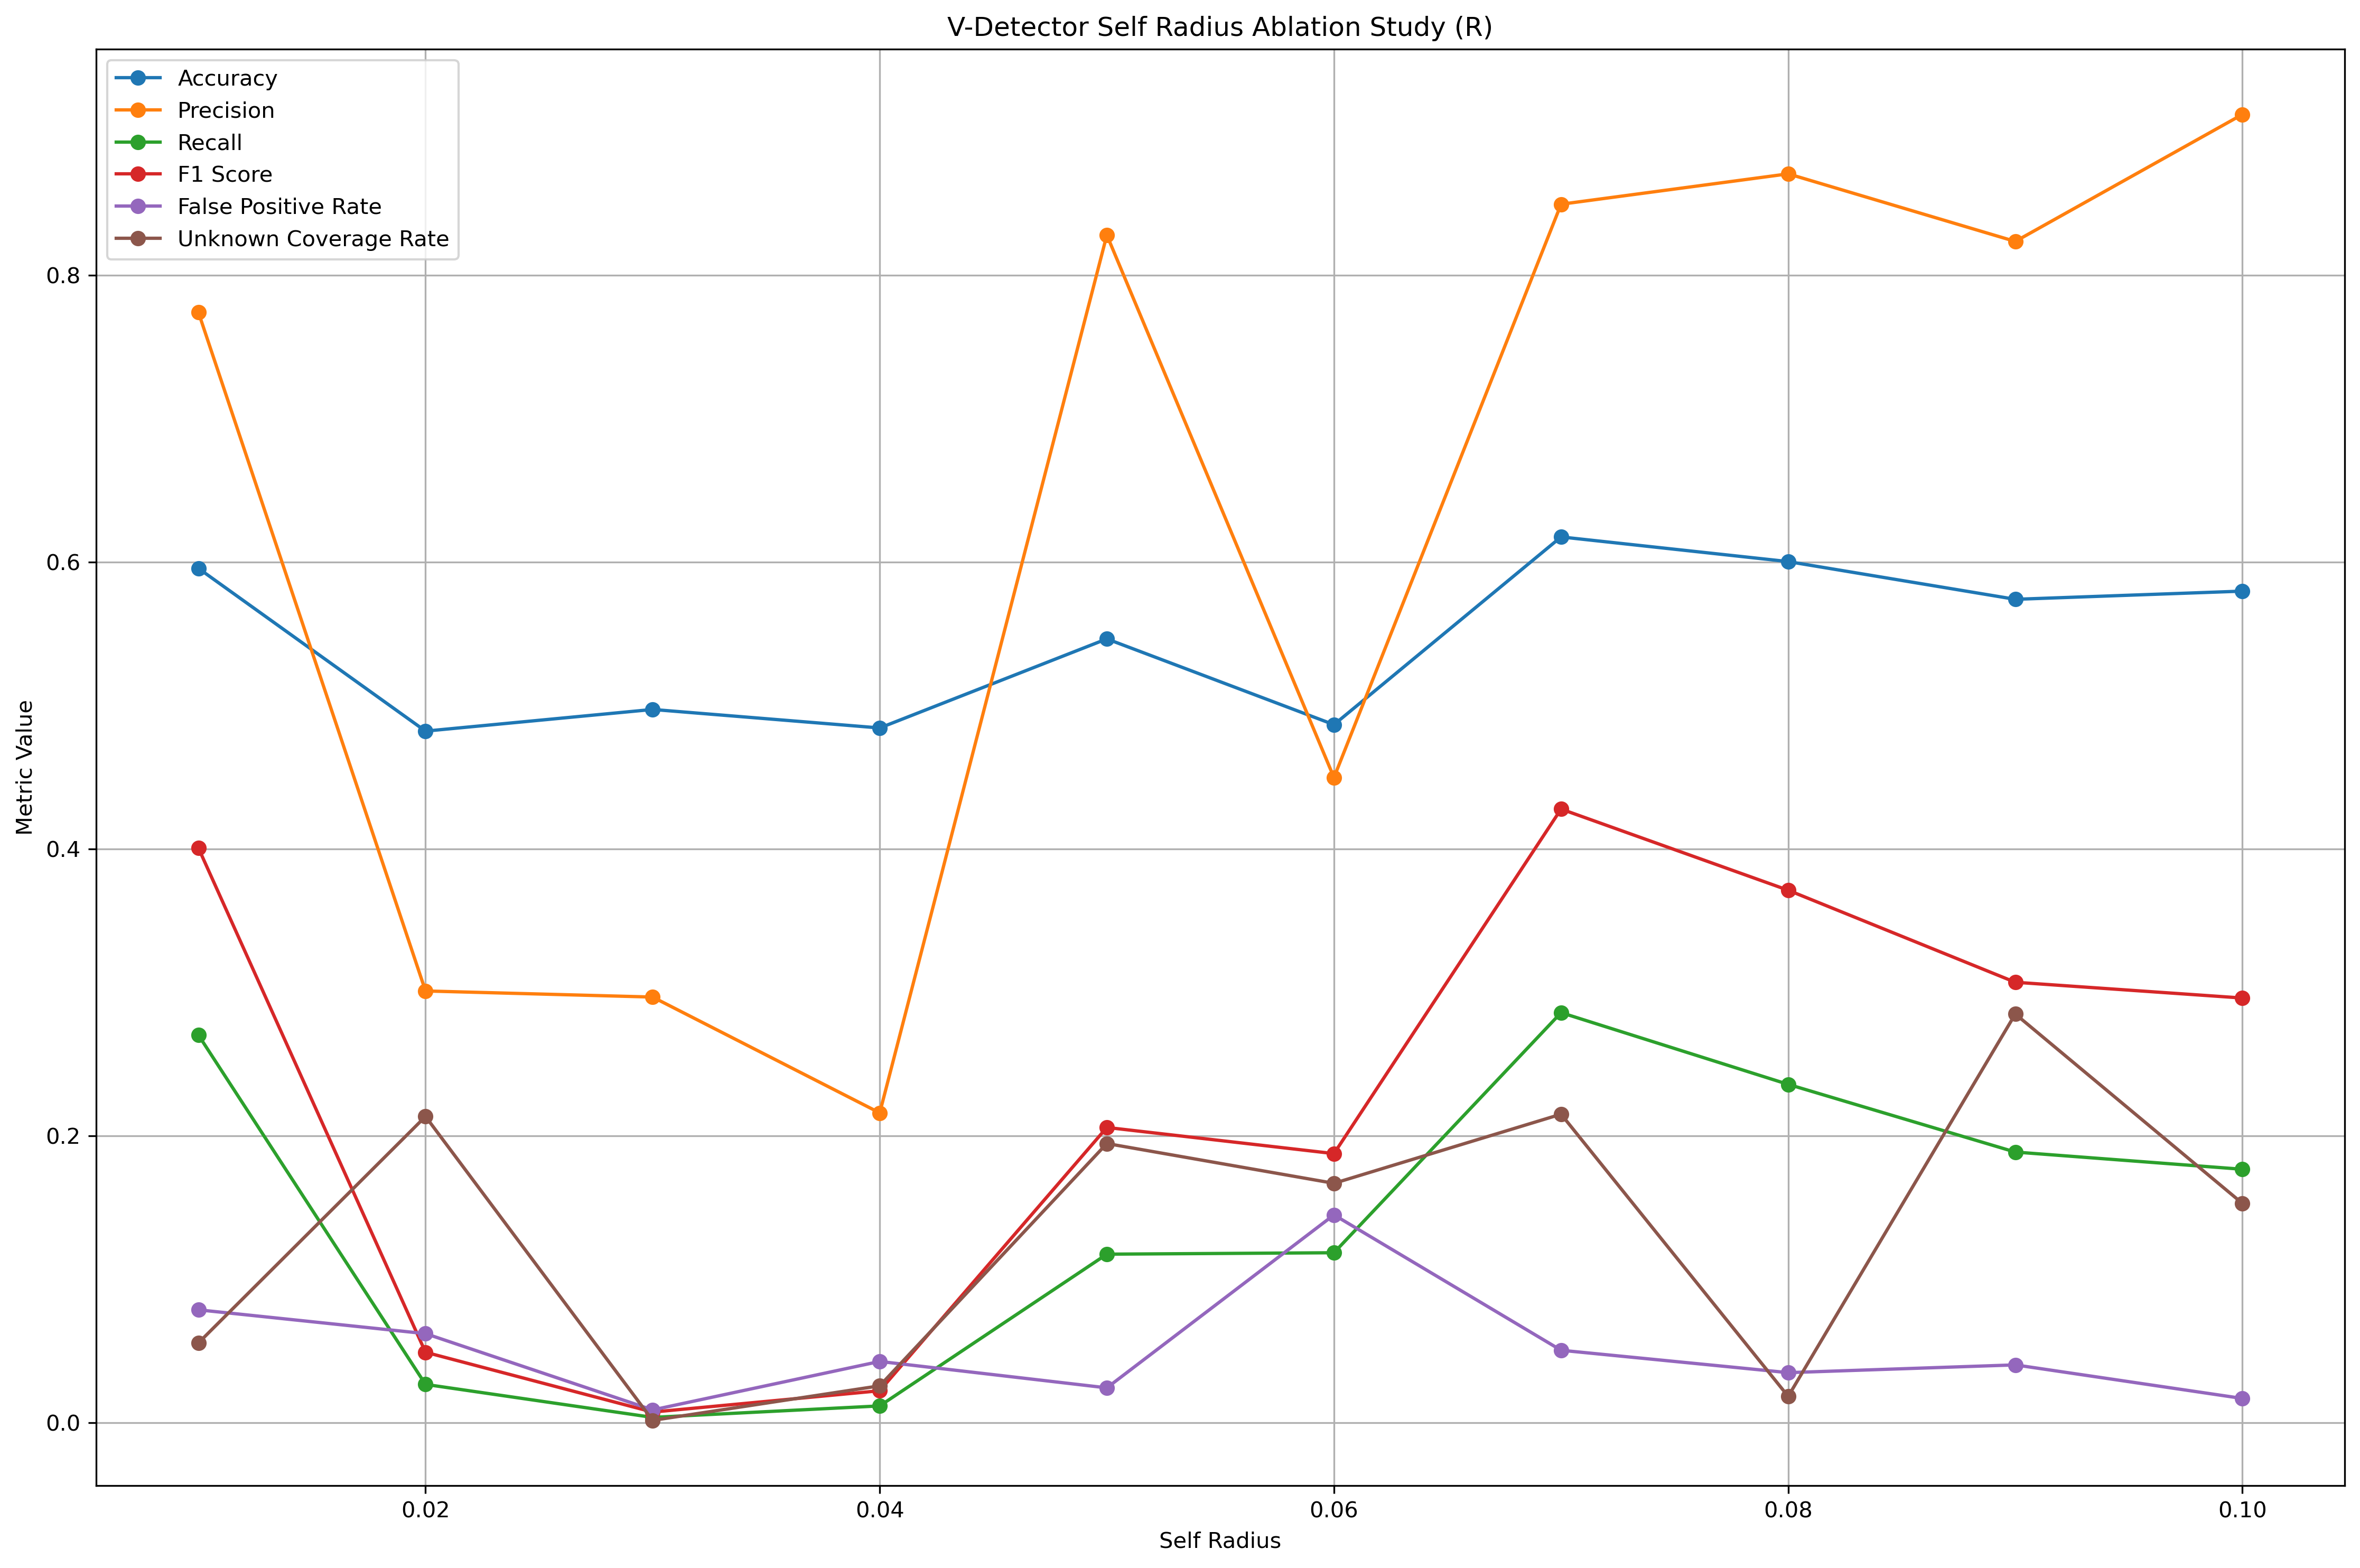 V-Detector Self Radius Ablation Study (R)
Accuracy
Precision
Recall
F1 Score
False Positive Rate
Unknown Coverage Rate
Metric Value
0.8
0.6
0.4
0.2
0.0
0.02
0.04
0.06
0.08
0.10
Self Radius